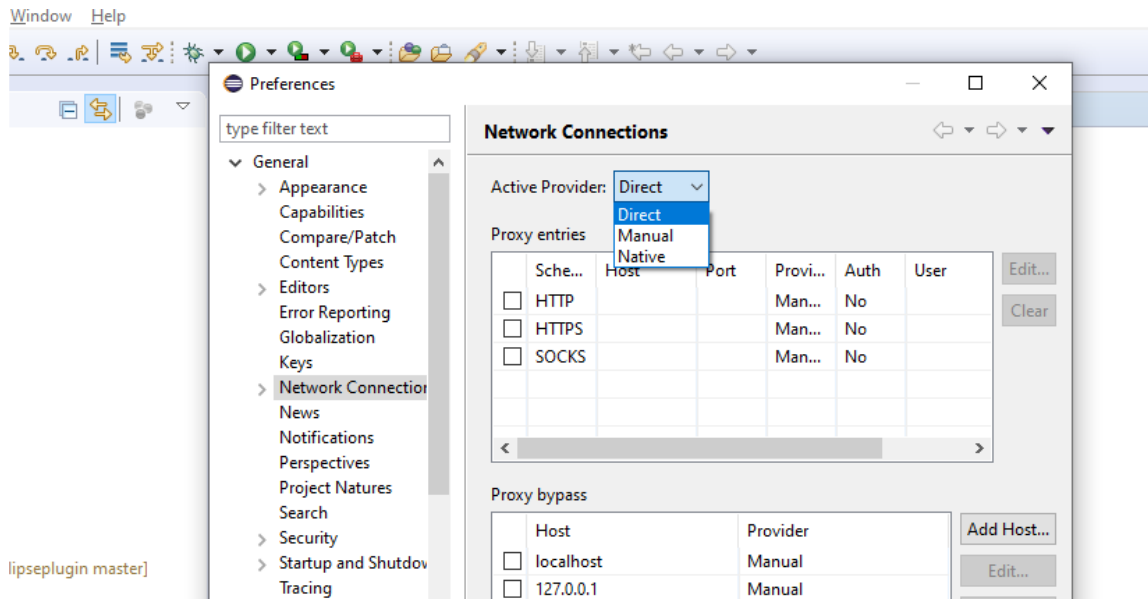 Window Help
Preferences
type filter text
General
Appearance
Capabilities
Compare/Patch
Content Types
Editors
Error Reporting
Globalization
Keys
Network Connection
News
Notifications
Perspectives
Project Natures
Search
Security
Startup and Shutdow
Tracing
Network Connections
Active Provider: Direct
Direct
Manual
Native
Proxy entries
Sche... Host Port Provi... Auth User
HTTP Man... No
HTTPS Man... No
SOCKS Man... No
Edit...
Clear
Proxy bypass
Host Provider
localhost Manual
127.0.0.1 Manual
Add Host...
Edit...
lipseplugin master]